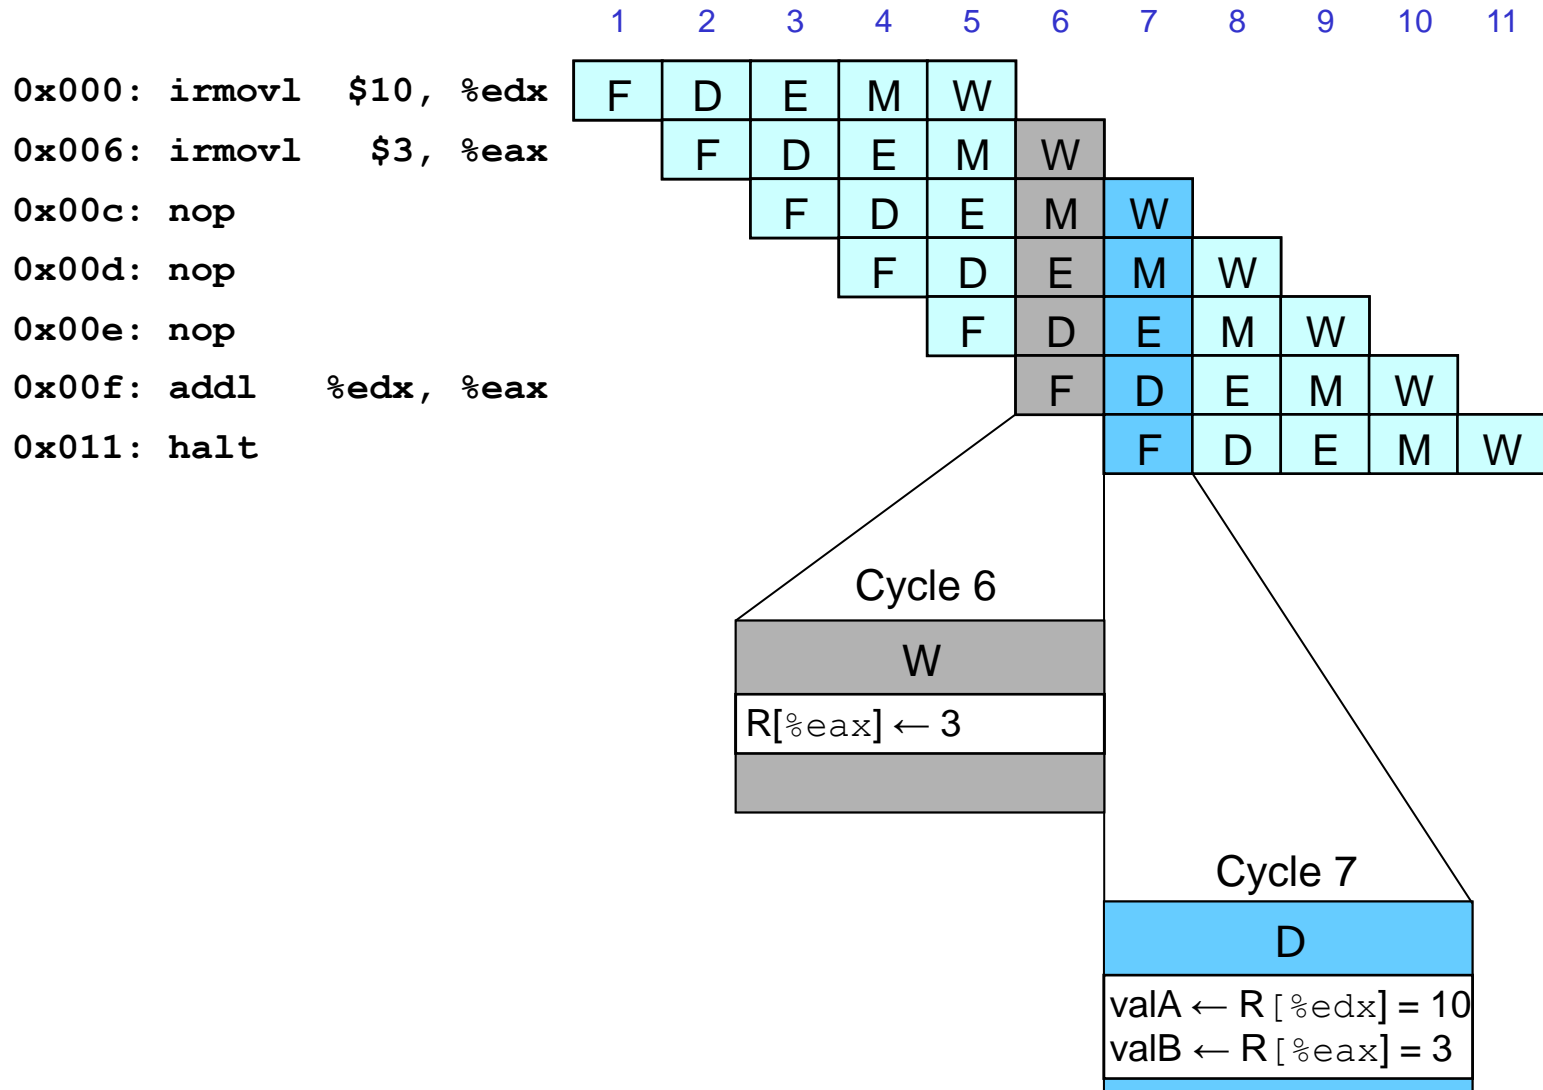 1 2 3 4 5 6 7 8 9 10 11
0x000: irmovl $10, %edx F D E M W
0x006: irmovl $3, %eax F D E M W
0x00c: nop F D E M W
0x00d: nop F D E M W
0x00e: nop F D E M W
0x00f: addl %edx, %eax F D E M W
0x011: halt F D E M W
Cycle 6
W
R[%eax] ← 3
Cycle 7
D
valA ← R[%edx] = 10
valB ← R[%eax] = 3